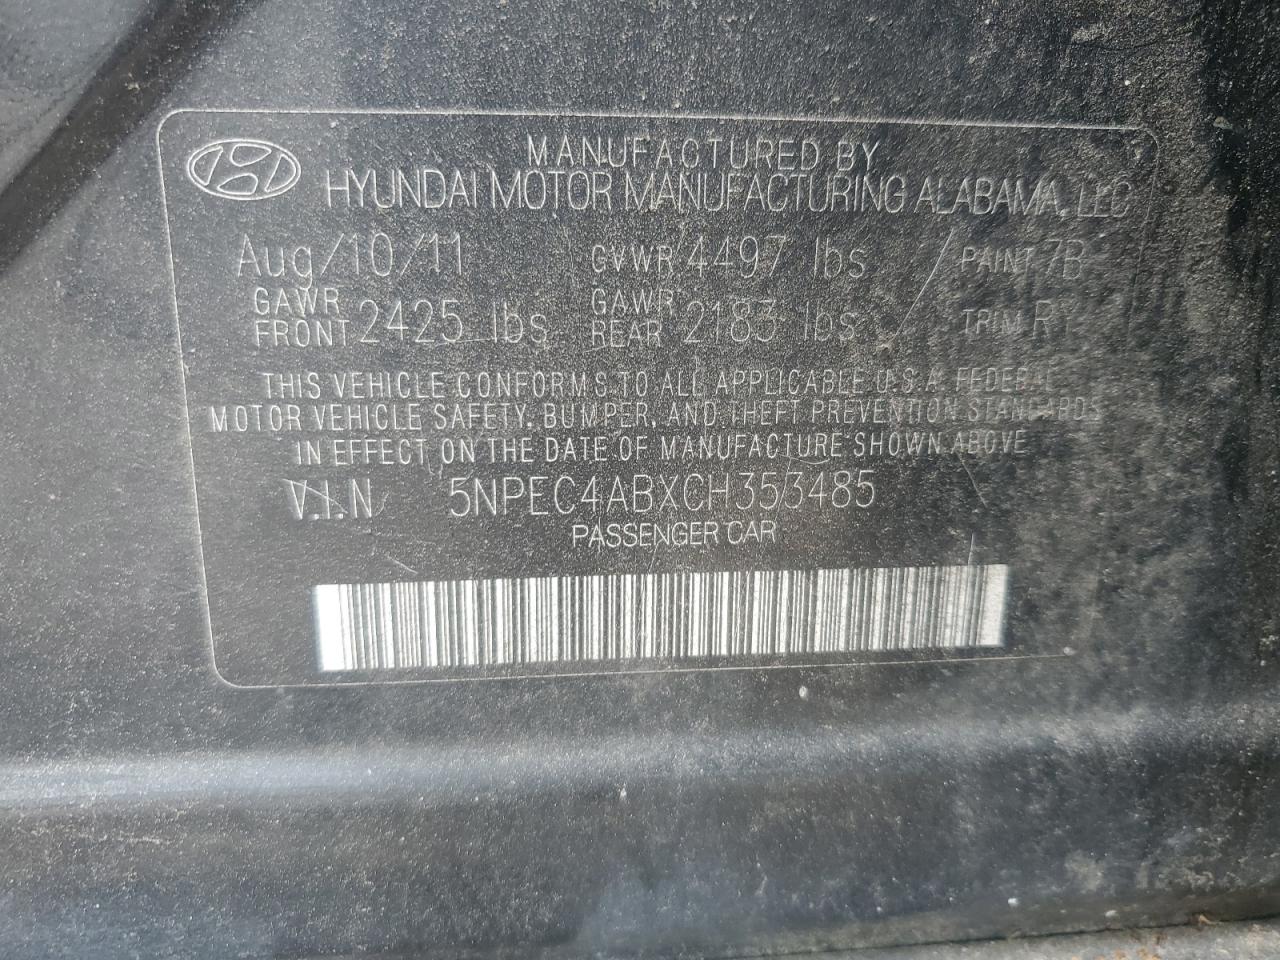 MANUFACTURED BY
HYUNDAI MOTOR MANUFACTURING ALABAMA, LLC
Aug/10/11 GVWR 4497 lbs PAINT 7B
GAWR FRONT 2425 lbs GAWR REAR 2183 lbs TRIM RY
THIS VEHICLE CONFORMS TO ALL APPLICABLE U.S.A. FEDERAL
MOTOR VEHICLE SAFETY, BUMPER, AND THEFT PREVENTION STANDARDS
IN EFFECT ON THE DATE OF MANUFACTURE SHOWN ABOVE
V.I.N 5NPEC4ABXCH353485
PASSENGER CAR